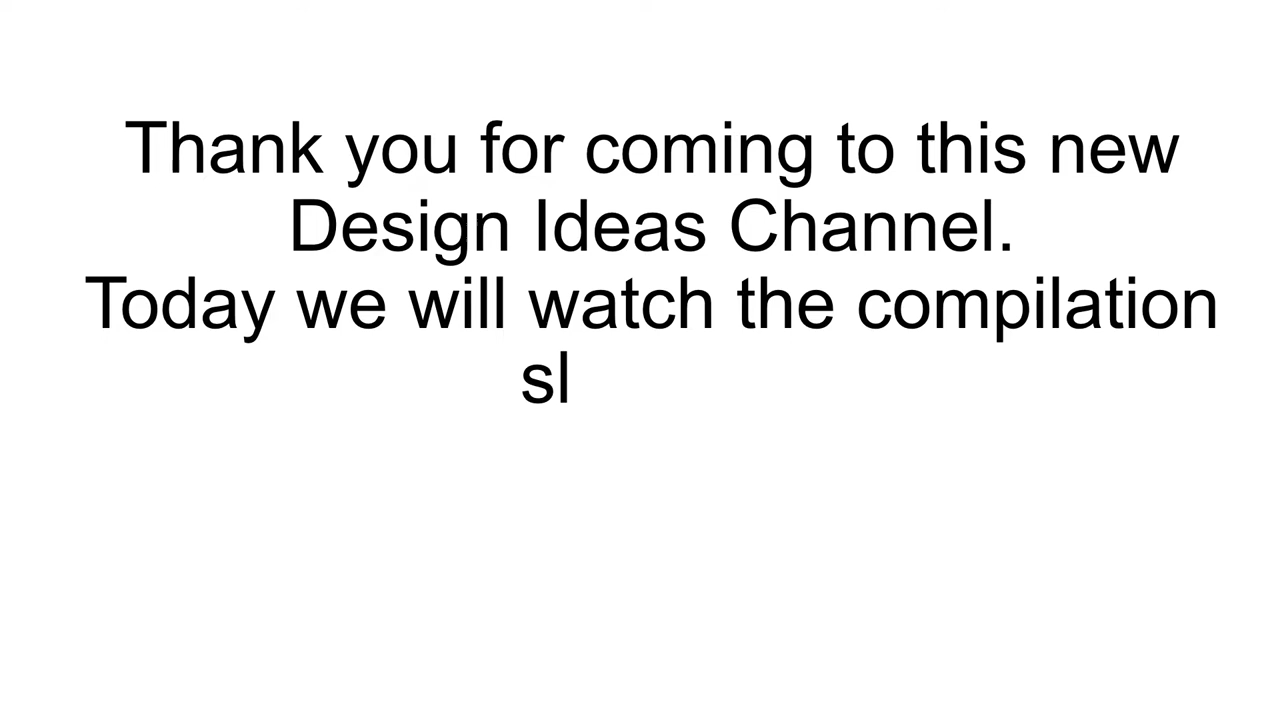 Thank you for coming to this new
Design Ideas Channel.
Today we will watch the compilation
sl